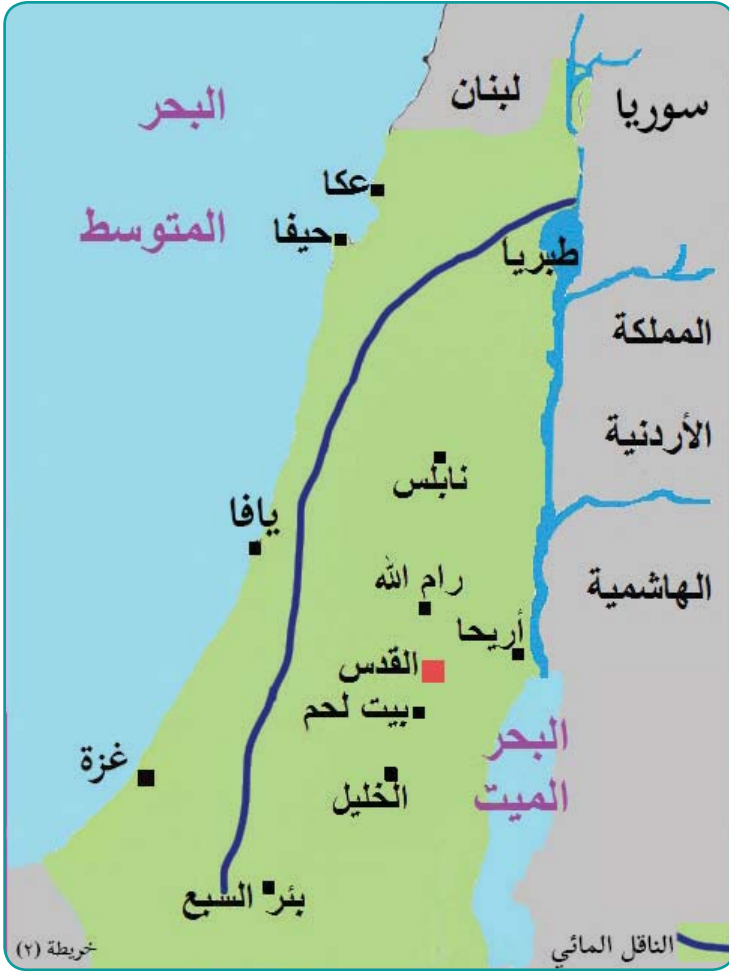 لبنان
سوريا
البحر
المتوسط
عكا
حيفا
طبريا
المملكة
الأردنية
الهاشمية
نابلس
يافا
رام الله
أريحا
القدس
بيت لحم
البحر
الميت
غزة
الخليل
بئر السبع
الناقل المائي
خريطة (٢)